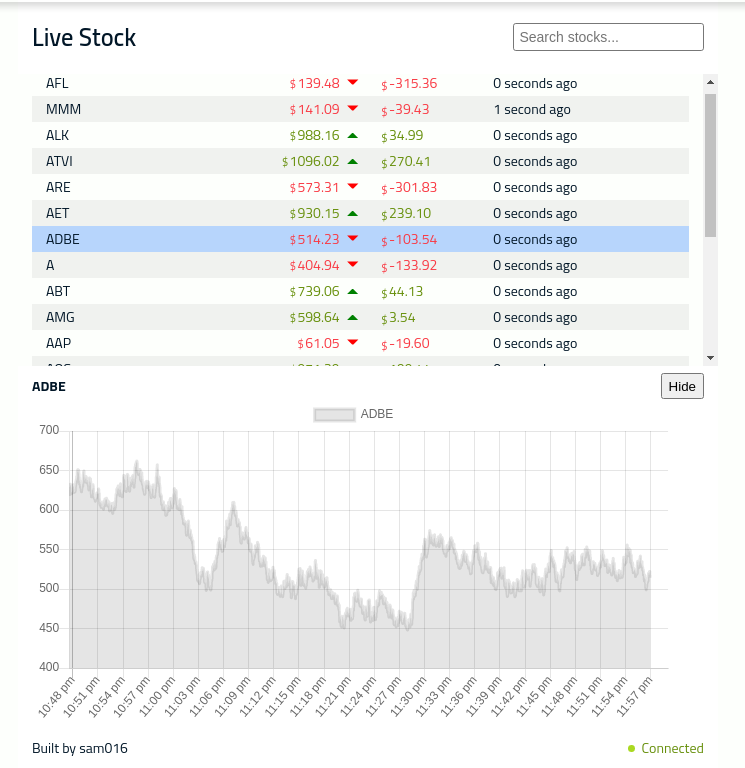 Live Stock
Search stocks...
AFL $139.48 $-315.36 0 seconds ago
MMM $141.09 $-39.43 1 second ago
ALK $988.16 $34.99 0 seconds ago
ATVI $1096.02 $270.41 0 seconds ago
ARE $573.31 $-301.83 0 seconds ago
AET $930.15 $239.10 0 seconds ago
ADBE $514.23 $-103.54 0 seconds ago
A $404.94 $-133.92 0 seconds ago
ABT $739.06 $44.13 0 seconds ago
AMG $598.64 $3.54 0 seconds ago
AAP $61.05 $-19.60 0 seconds ago
ADBE Hide
ADBE
700
650
600
550
500
450
400
10:48 pm 10:51 pm 10:54 pm 10:57 pm 11:00 pm 11:03 pm 11:06 pm 11:09 pm 11:12 pm 11:15 pm 11:18 pm 11:21 pm 11:24 pm 11:27 pm 11:30 pm 11:33 pm 11:36 pm 11:39 pm 11:42 pm 11:45 pm 11:48 pm 11:51 pm 11:54 pm 11:57 pm
Built by sam016 Connected